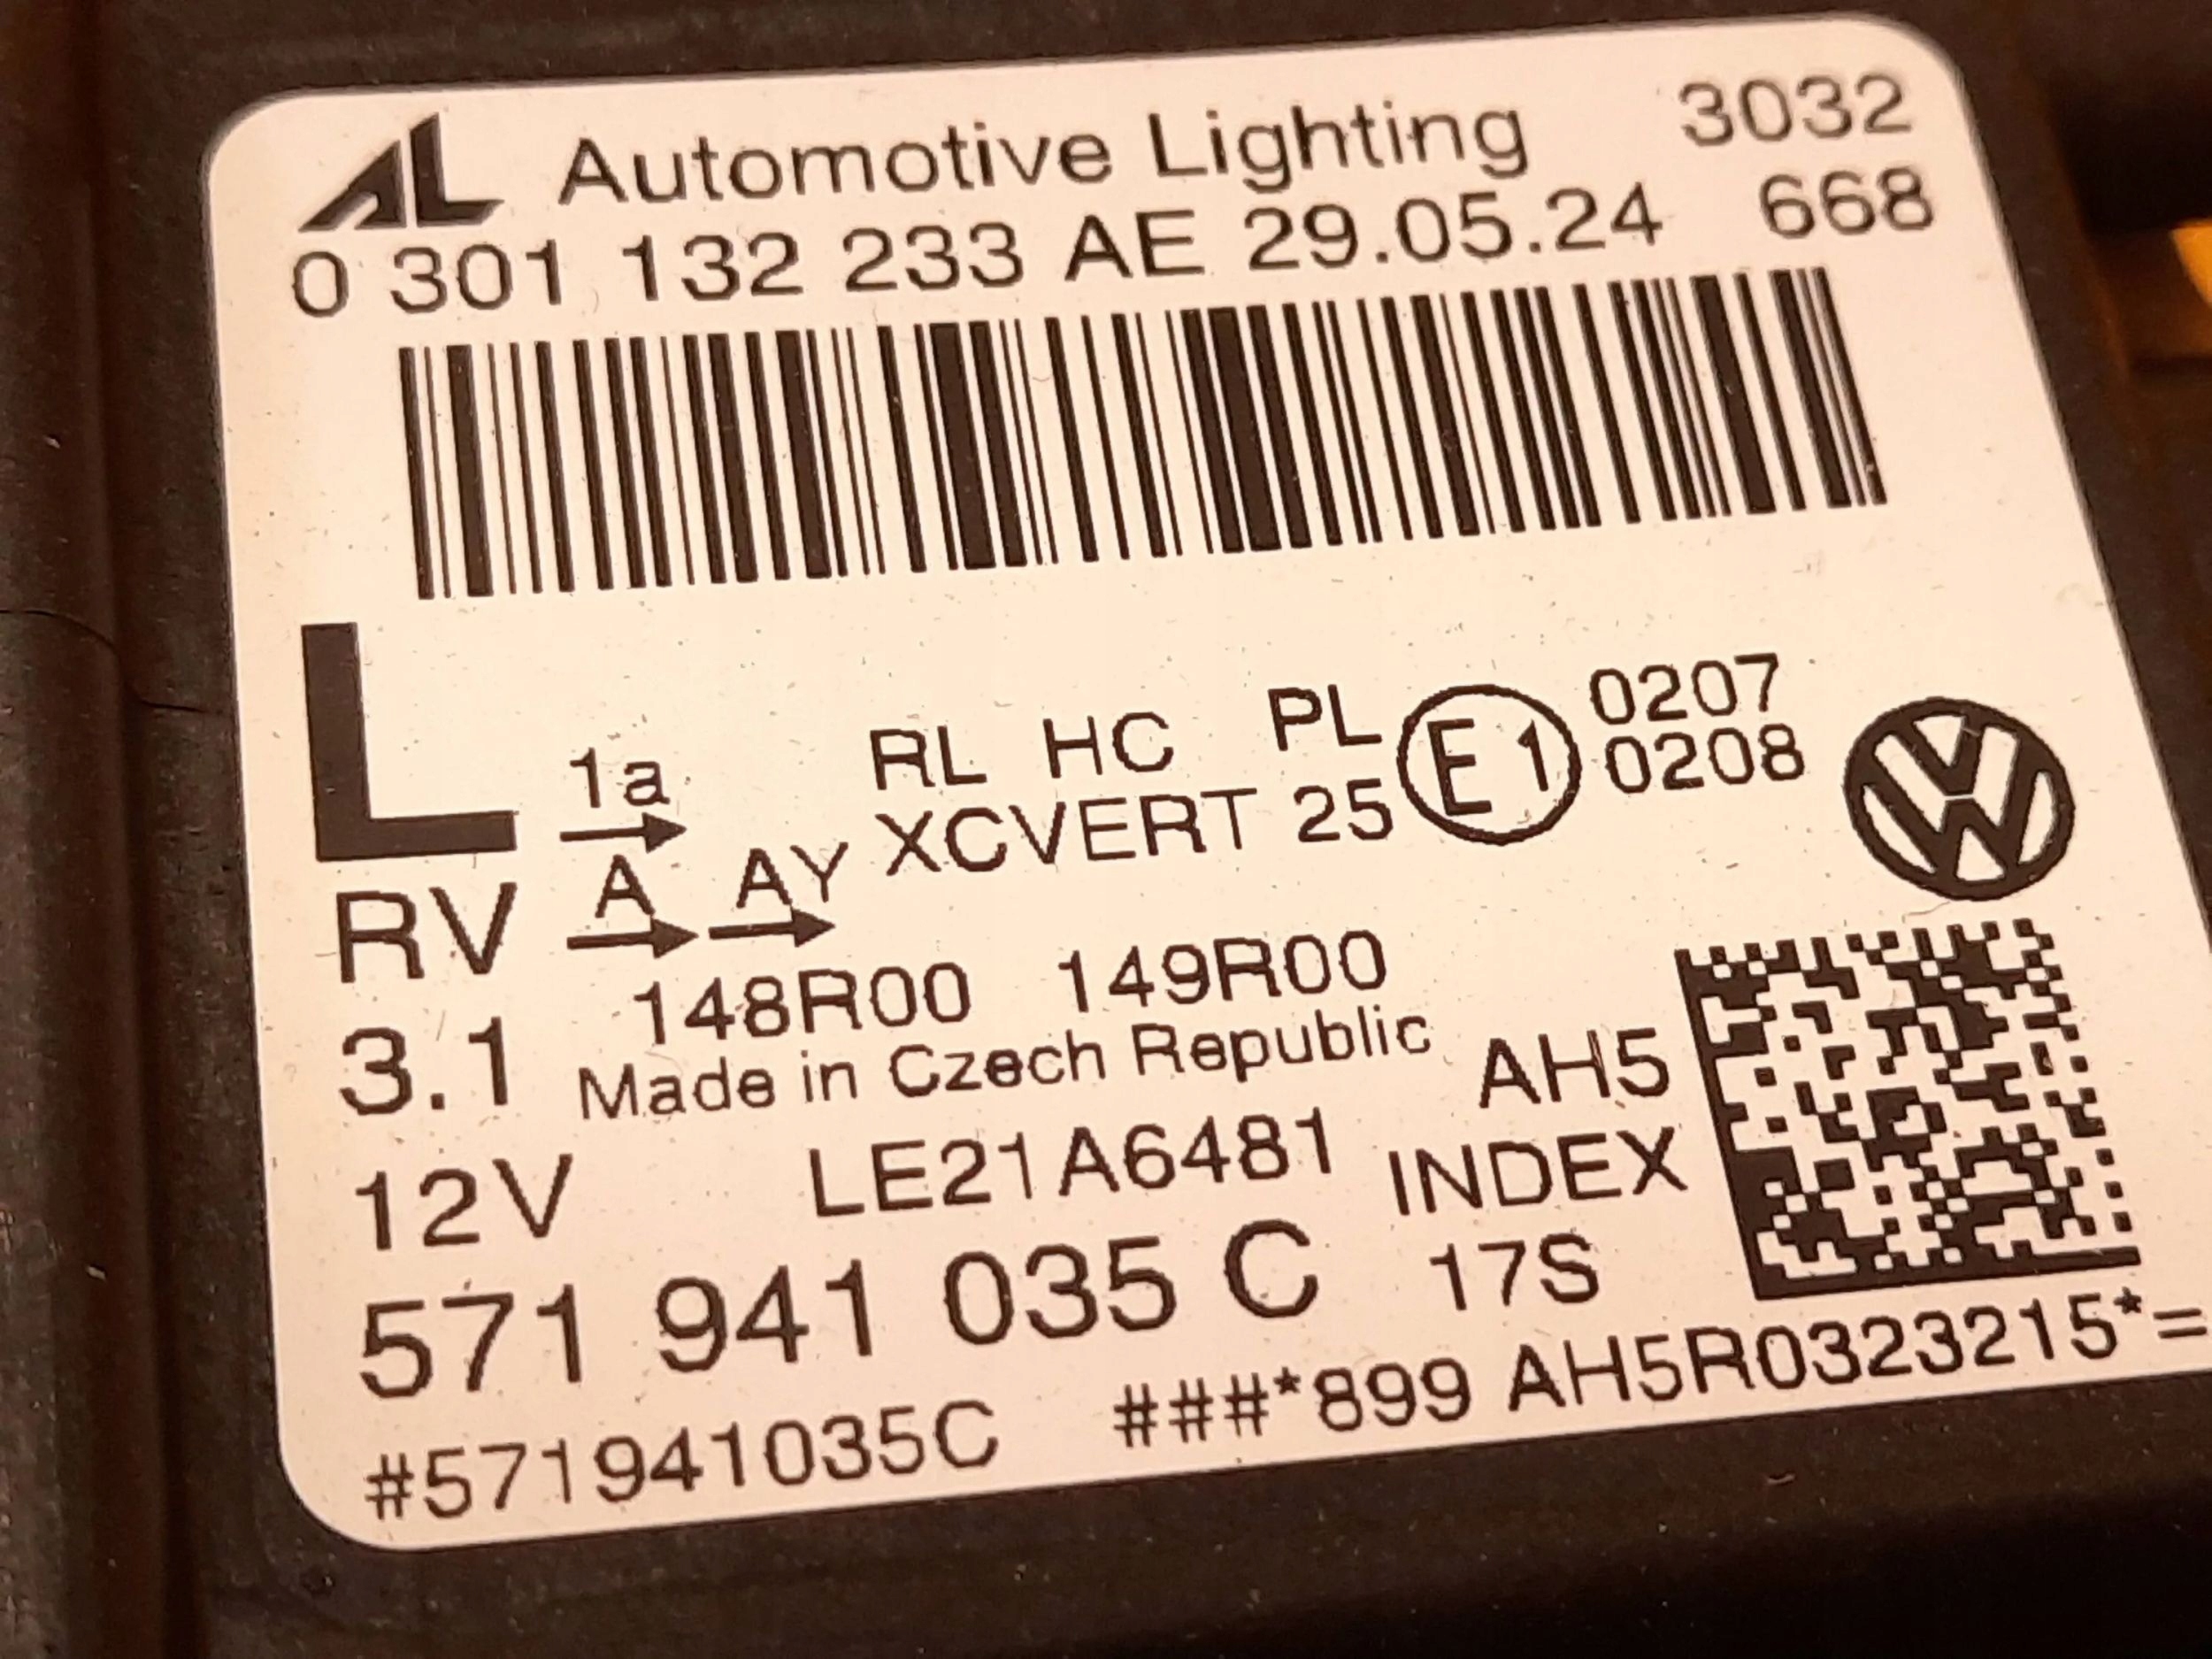 AL Automotive Lighting 3032
0 301 132 233 AE 29.05.24 668
L 1a RL HC PL E1 0207
XCVERT 25 0208
RV A AY
148R00 149R00
3.1 Made in Czech Republic AH5
12V LE21A6481 INDEX
571 941 035 C 17S
#571941035C ###*899 AH5R0323215*=